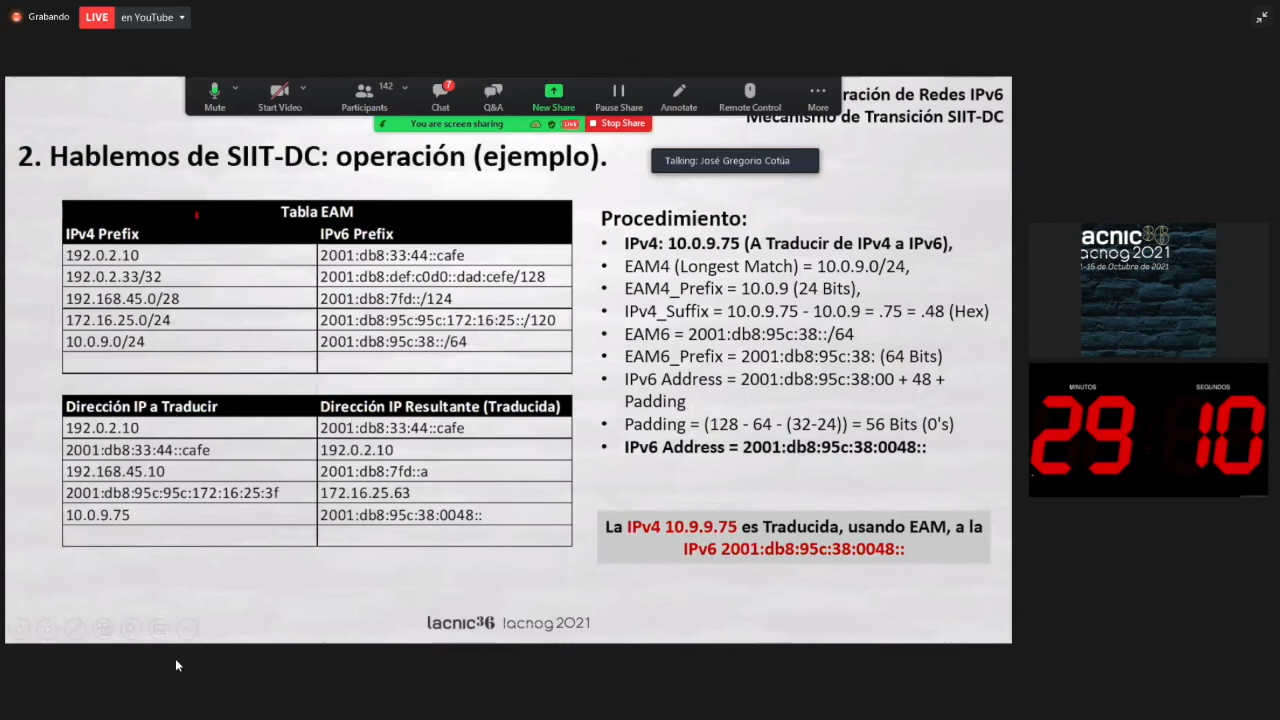 Grabando
LIVE
en YouTube
Mute
Start Video
Participants
142
Chat
7
Q&A
New Share
Pause Share
Annotate
Remote Control
More
You are screen sharing
LIVE
Stop Share
ración de Redes IPv6
Mecanismo de Transición SIIT-DC
Talking: José Gregorio Cotúa
2. Hablemos de SIIT-DC: operación (ejemplo).
Tabla EAM
IPv4 Prefix IPv6 Prefix
192.0.2.10 2001:db8:33:44::cafe
192.0.2.33/32 2001:db8:def:c0d0::dad:cefe/128
192.168.45.0/28 2001:db8:7fd::/124
172.16.25.0/24 2001:db8:95c:95c:172:16:25::/120
10.0.9.0/24 2001:db8:95c:38::/64
Dirección IP a Traducir Dirección IP Resultante (Traducida)
192.0.2.10 2001:db8:33:44::cafe
2001:db8:33:44::cafe 192.0.2.10
192.168.45.10 2001:db8:7fd::a
2001:db8:95c:95c:172:16:25:3f 172.16.25.63
10.0.9.75 2001:db8:95c:38:0048::
Procedimiento:
• IPv4: 10.0.9.75 (A Traducir de IPv4 a IPv6),
• EAM4 (Longest Match) = 10.0.9.0/24,
• EAM4_Prefix = 10.0.9 (24 Bits),
• IPv4_Suffix = 10.0.9.75 - 10.0.9 = .75 = .48 (Hex)
• EAM6 = 2001:db8:95c:38::/64
• EAM6_Prefix = 2001:db8:95c:38: (64 Bits)
• IPv6 Address = 2001:db8:95c:38:00 + 48 +
Padding
• Padding = (128 - 64 - (32-24)) = 56 Bits (0's)
• IPv6 Address = 2001:db8:95c:38:0048::
La IPv4 10.9.9.75 es Traducida, usando EAM, a la
IPv6 2001:db8:95c:38:0048::
lacnic36 lacnog2021
acnic36
acnog2021
-15 de Octubre de 2021
MINUTOS SEGUNDOS
29 10